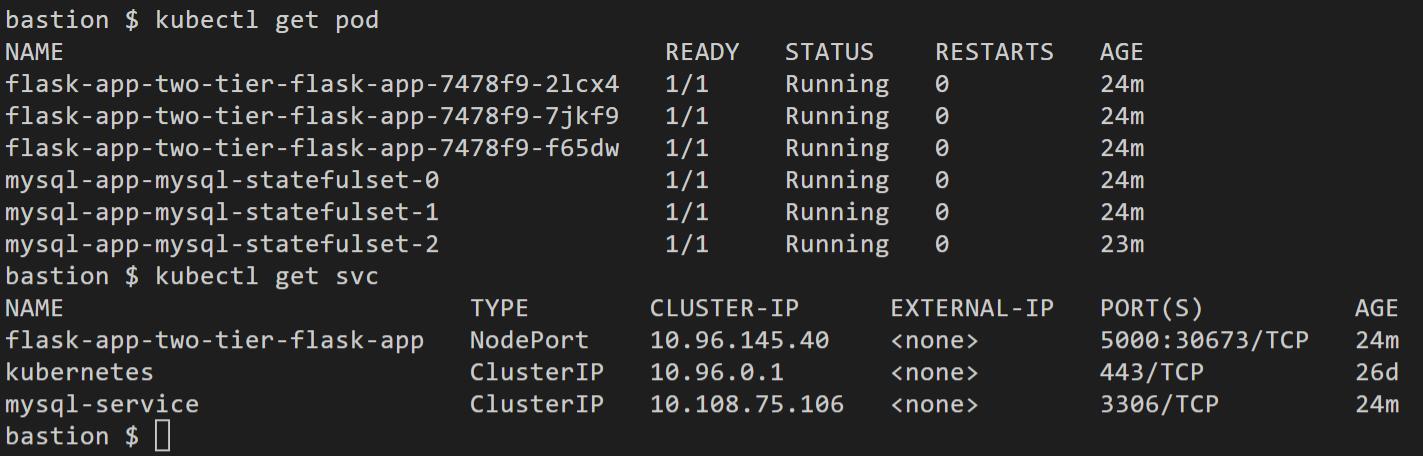 bastion $ kubectl get pod
NAME READY STATUS RESTARTS AGE
flask-app-two-tier-flask-app-7478f9-2lcx4 1/1 Running 0 24m
flask-app-two-tier-flask-app-7478f9-7jkf9 1/1 Running 0 24m
flask-app-two-tier-flask-app-7478f9-f65dw 1/1 Running 0 24m
mysql-app-mysql-statefulset-0 1/1 Running 0 24m
mysql-app-mysql-statefulset-1 1/1 Running 0 24m
mysql-app-mysql-statefulset-2 1/1 Running 0 23m
bastion $ kubectl get svc
NAME TYPE CLUSTER-IP EXTERNAL-IP PORT(S) AGE
flask-app-two-tier-flask-app NodePort 10.96.145.40 <none> 5000:30673/TCP 24m
kubernetes ClusterIP 10.96.0.1 <none> 443/TCP 26d
mysql-service ClusterIP 10.108.75.106 <none> 3306/TCP 24m
bastion $